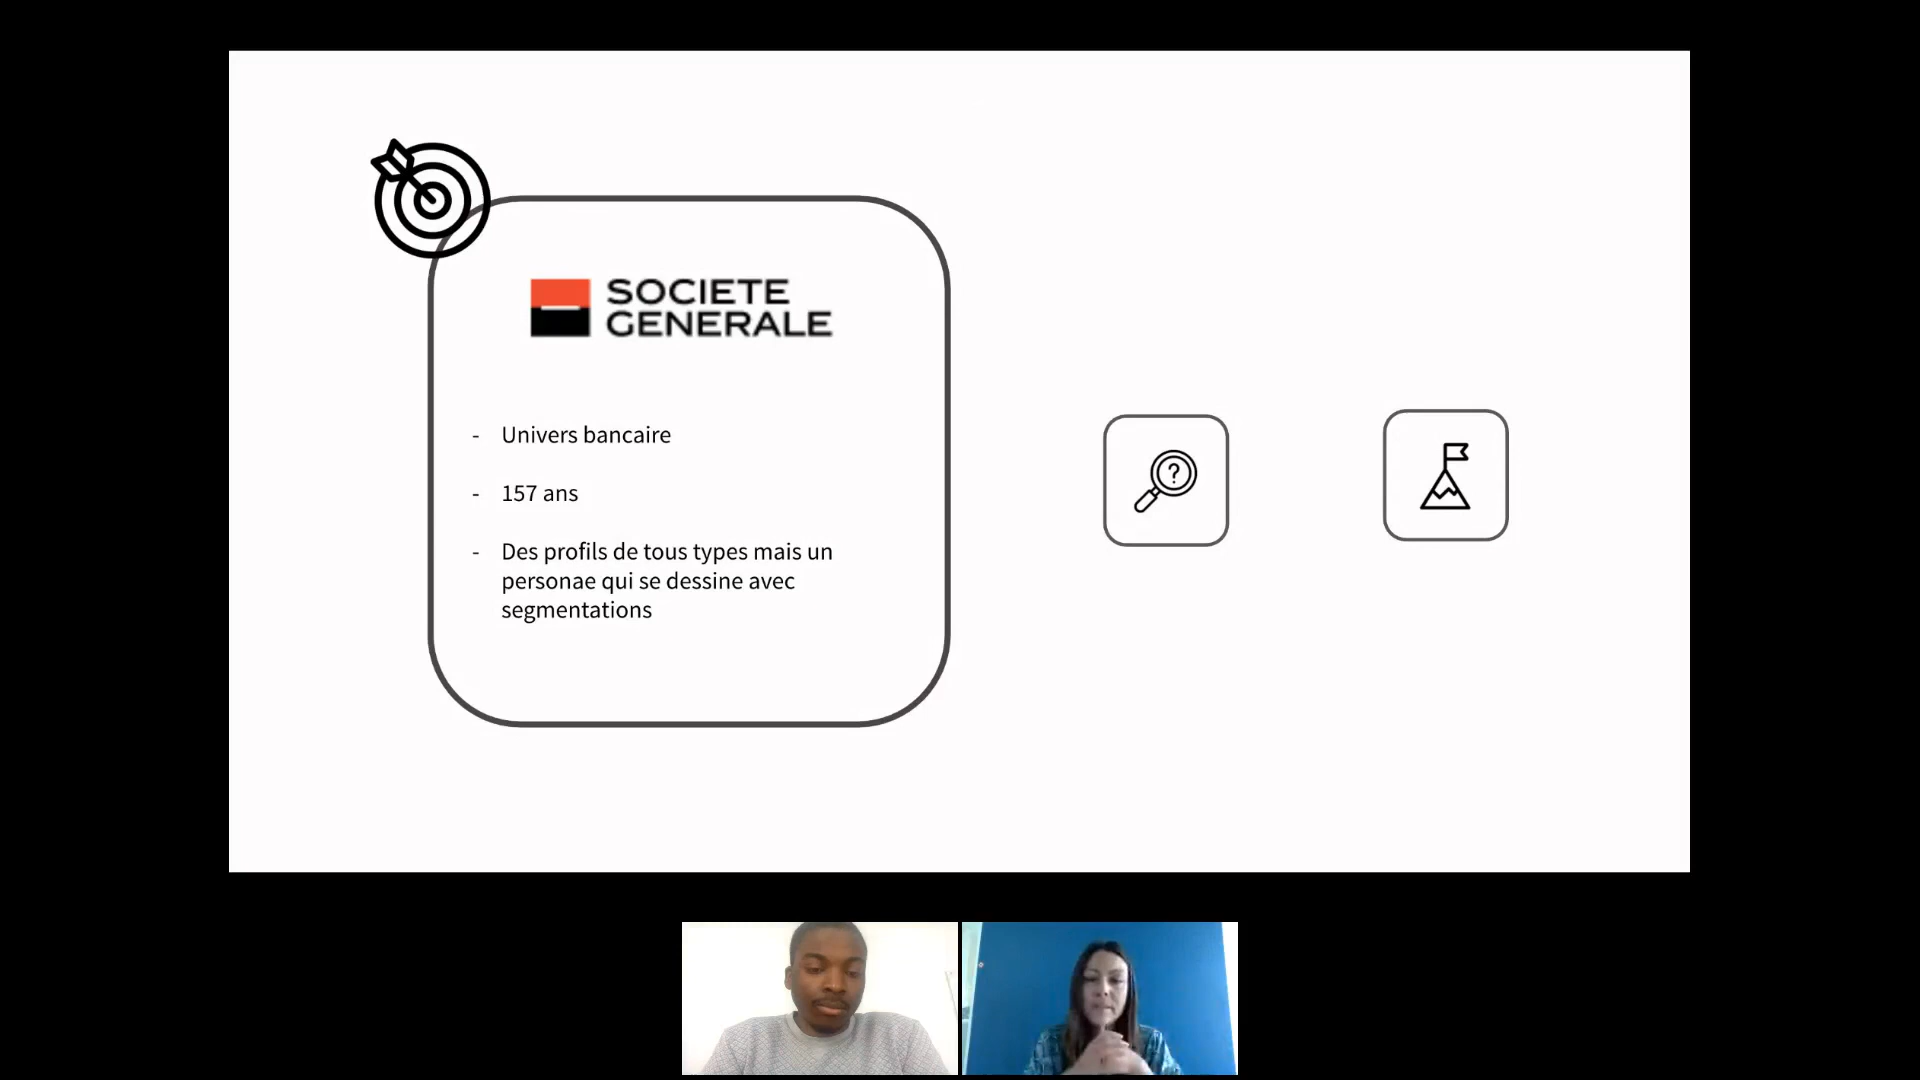 SOCIETE
GENERALE
- Univers bancaire
- 157 ans
- Des profils de tous types mais un
personae qui se dessine avec
segmentations
?